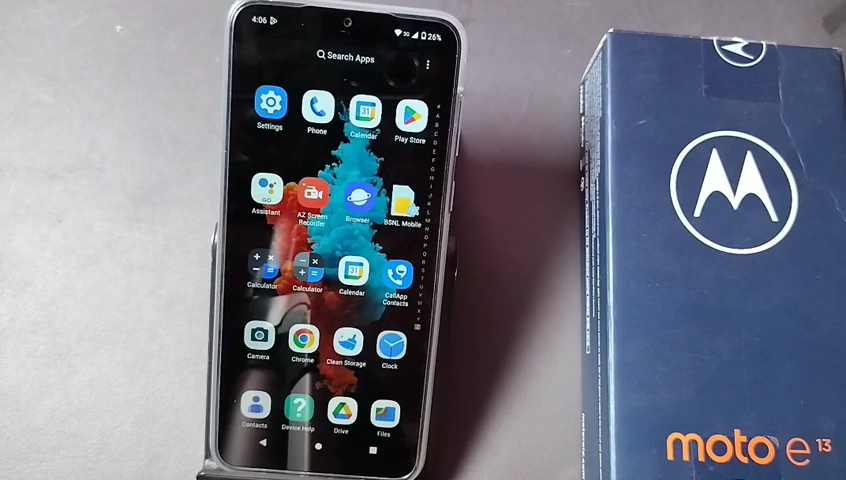 4:06
3G
26%
Search Apps
Settings
Phone
Calendar
Play Store
Assistant
AZ Screen
Recorder
Browser
BSNL Mobile
Calculator
Calculator
Calendar
CallApp
Contacts
Camera
Chrome
Clean Storage
Clock
Contacts
Device Help
Drive
Files
#
A
B
C
D
E
F
G
H
I
J
K
L
M
N
O
P
Q
R
S
T
U
V
W
X
Y
Z
moto e13